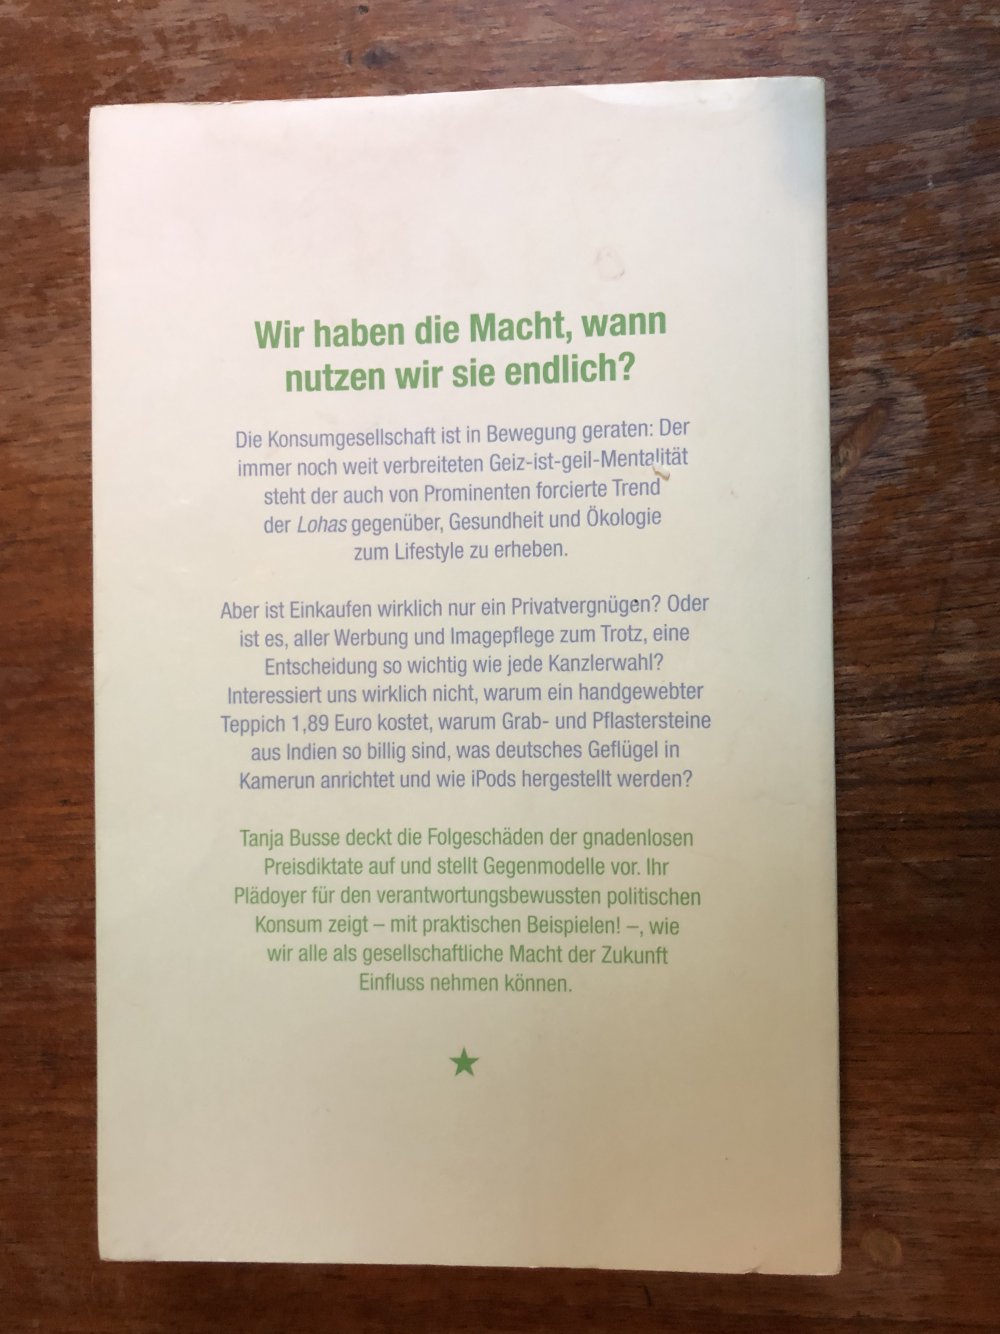 Wir haben die Macht, wann
nutzen wir sie endlich?
Die Konsumgesellschaft ist in Bewegung geraten: Der
immer noch weit verbreiteten Geiz-ist-geil-Mentalität
steht der auch von Prominenten forcierte Trend
der Lohas gegenüber, Gesundheit und Ökologie
zum Lifestyle zu erheben.
Aber ist Einkaufen wirklich nur ein Privatvergnügen? Oder
ist es, aller Werbung und Imagepflege zum Trotz, eine
Entscheidung so wichtig wie jede Kanzlerwahl?
Interessiert uns wirklich nicht, warum ein handgewebter
Teppich 1,89 Euro kostet, warum Grab- und Pflastersteine
aus Indien so billig sind, was deutsches Geflügel in
Kamerun anrichtet und wie iPods hergestellt werden?
Tanja Busse deckt die Folgeschäden der gnadenlosen
Preisdiktate auf und stellt Gegenmodelle vor. Ihr
Plädoyer für den verantwortungsbewussten politischen
Konsum zeigt – mit praktischen Beispielen! –, wie
wir alle als gesellschaftliche Macht der Zukunft
Einfluss nehmen können.